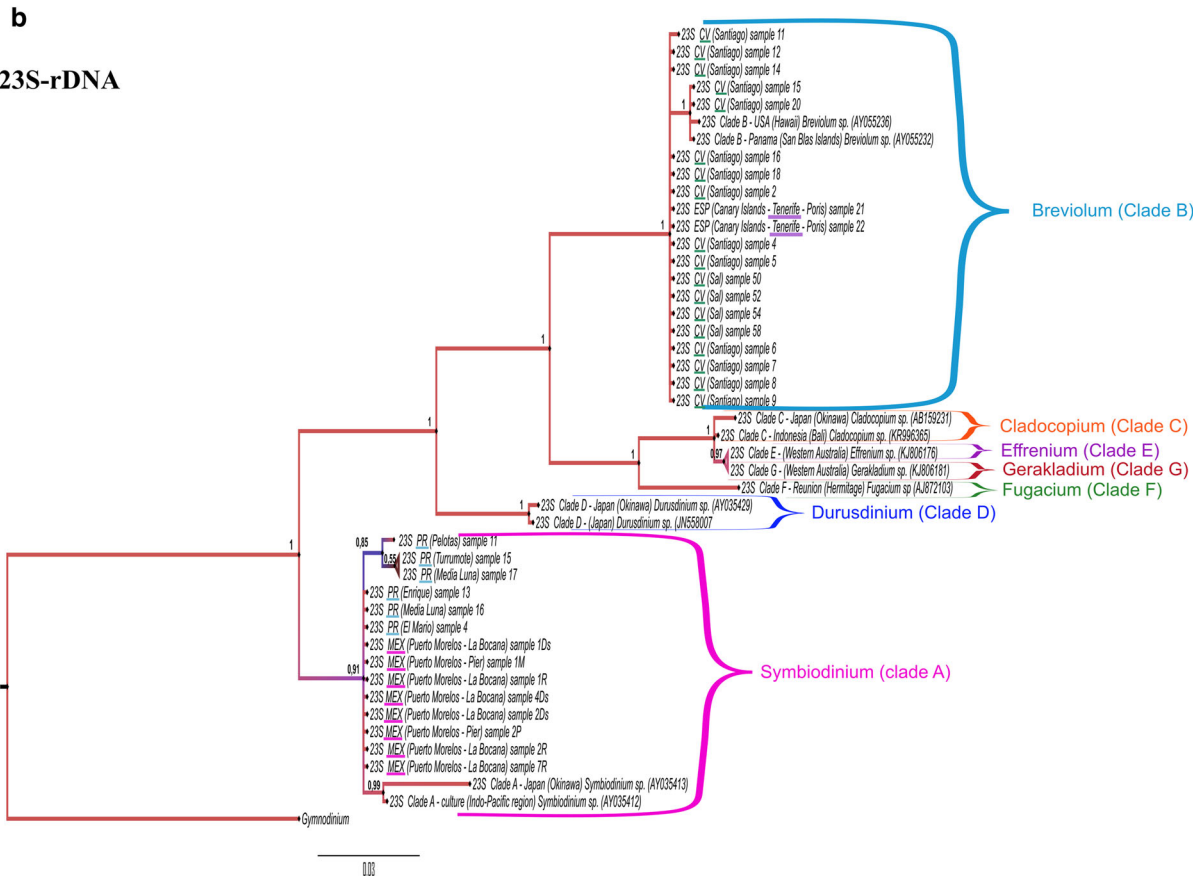 b
23S-rDNA
23S CV (Santiago) sample 11
23S CV (Santiago) sample 12
23S CV (Santiago) sample 14
23S CV (Santiago) sample 15
1
23S CV (Santiago) sample 20
23S Clade B - USA (Hawaii) Breviolum sp. (AY055236)
23S Clade B - Panama (San Blas Islands) Breviolum sp. (AY055232)
23S CV (Santiago) sample 16
23S CV (Santiago) sample 18
23S CV (Santiago) sample 2
23S ESP (Canary Islands - Tenerife - Poris) sample 21
Breviolum (Clade B)
1
23S ESP (Canary Islands - Tenerife - Poris) sample 22
23S CV (Santiago) sample 4
23S CV (Santiago) sample 5
23S CV (Sal) sample 50
23S CV (Sal) sample 52
23S CV (Sal) sample 54
23S CV (Sal) sample 58
1
23S CV (Santiago) sample 6
23S CV (Santiago) sample 7
23S CV (Santiago) sample 8
23S CV (Santiago) sample 9
23S Clade C - Japan (Okinawa) Cladocopium sp. (AB159231)
Cladocopium (Clade C)
1
1
23S Clade C - Indonesia (Bali) Cladocopium sp. (KR996365)
0,97
23S Clade E - (Western Australia) Effrenium sp. (KJ806176)
Effrenium (Clade E)
1
23S Clade G - (Western Australia) Gerakladium sp. (KJ806181)
Gerakladium (Clade G)
23S Clade F - Reunion (Hermitage) Fugacium sp (AJ872103)
Fugacium (Clade F)
1
23S Clade D - Japan (Okinawa) Durusdinium sp. (AY035429)
Durusdinium (Clade D)
23S Clade D - (Japan) Durusdinium sp. (JN558007
1
0,85
23S PR (Pelotas) sample 11
0,55
23S PR (Turrumote) sample 15
23S PR (Media Luna) sample 17
23S PR (Enrique) sample 13
23S PR (Media Luna) sample 16
23S PR (El Mario) sample 4
23S MEX (Puerto Morelos - La Bocana) sample 1Ds
23S MEX (Puerto Morelos - Pier) sample 1M
0,91
23S MEX (Puerto Morelos - La Bocana) sample 1R
Symbiodinium (clade A)
23S MEX (Puerto Morelos - La Bocana) sample 4Ds
23S MEX (Puerto Morelos - La Bocana) sample 2Ds
23S MEX (Puerto Morelos - Pier) sample 2P
23S MEX (Puerto Morelos - La Bocana) sample 2R
23S MEX (Puerto Morelos - La Bocana) sample 7R
0,99
23S Clade A - Japan (Okinawa) Symbiodinium sp. (AY035413)
23S Clade A - culture (Indo-Pacific region) Symbiodinium sp. (AY035412)
Gymnodinium
0.03